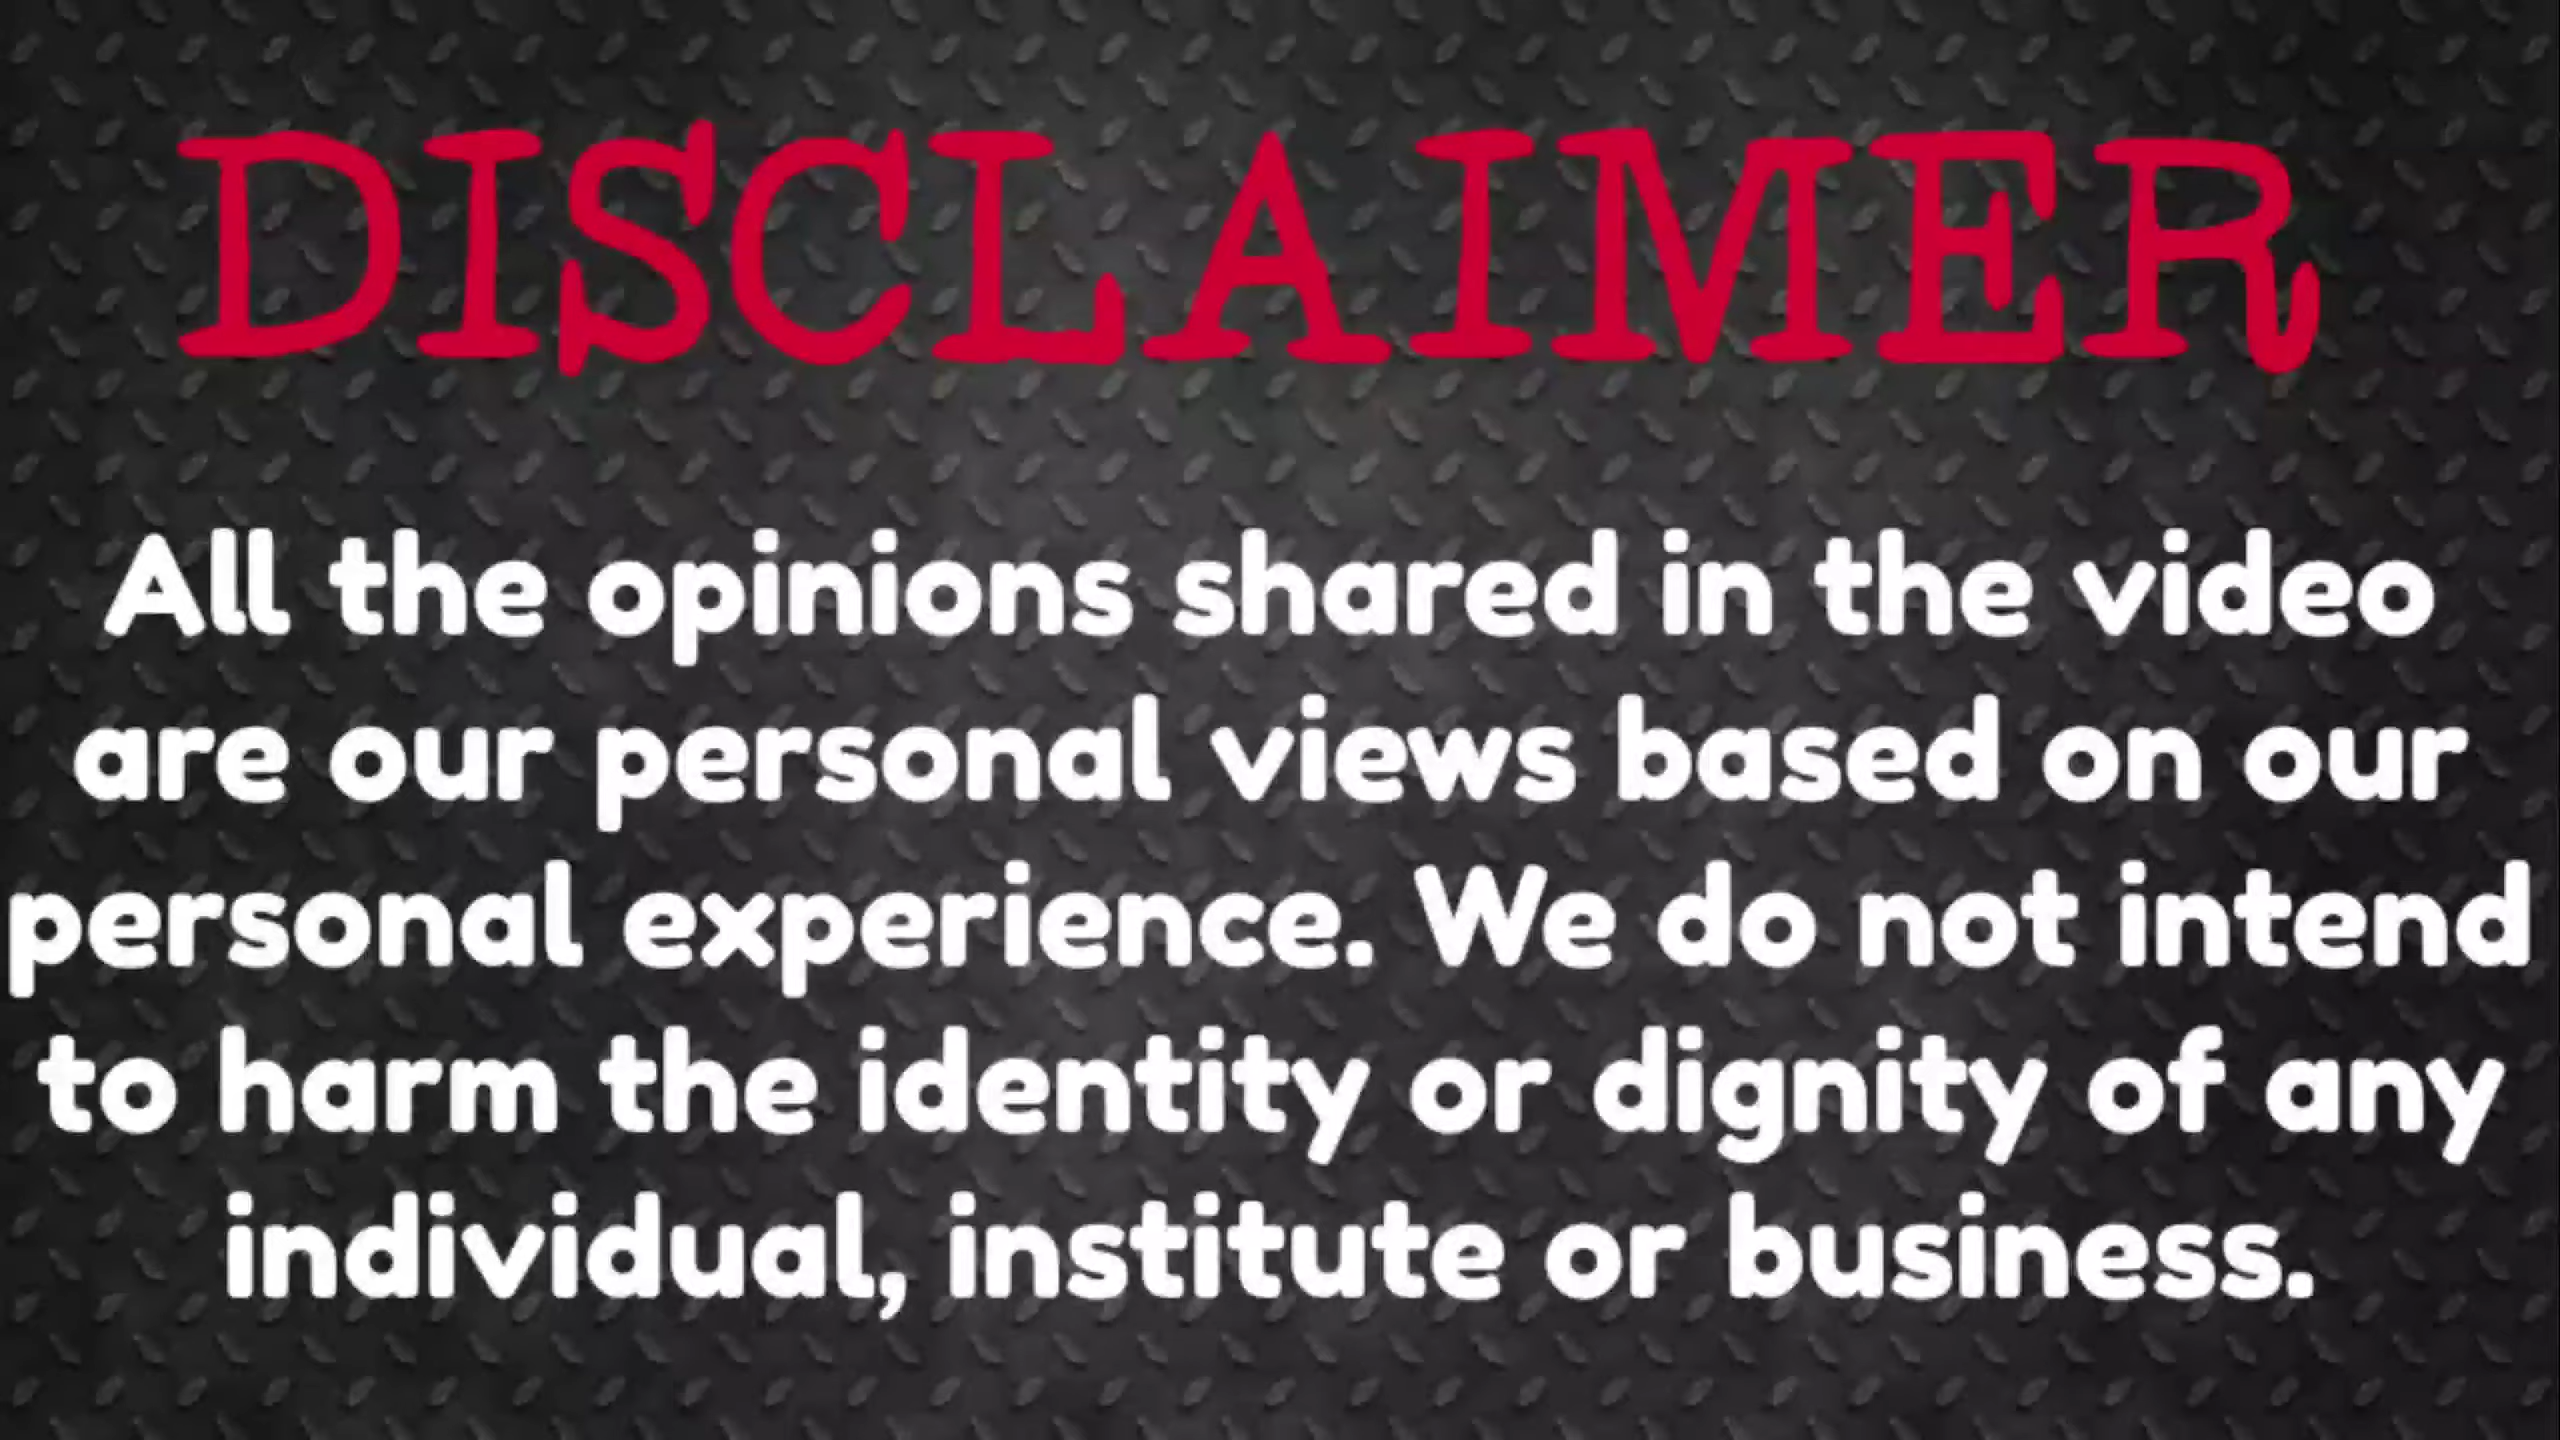 DISCLAIMER
All the opinions shared in the video
are our personal views based on our
personal experience. We do not intend
to harm the identity or dignity of any
individual, institute or business.